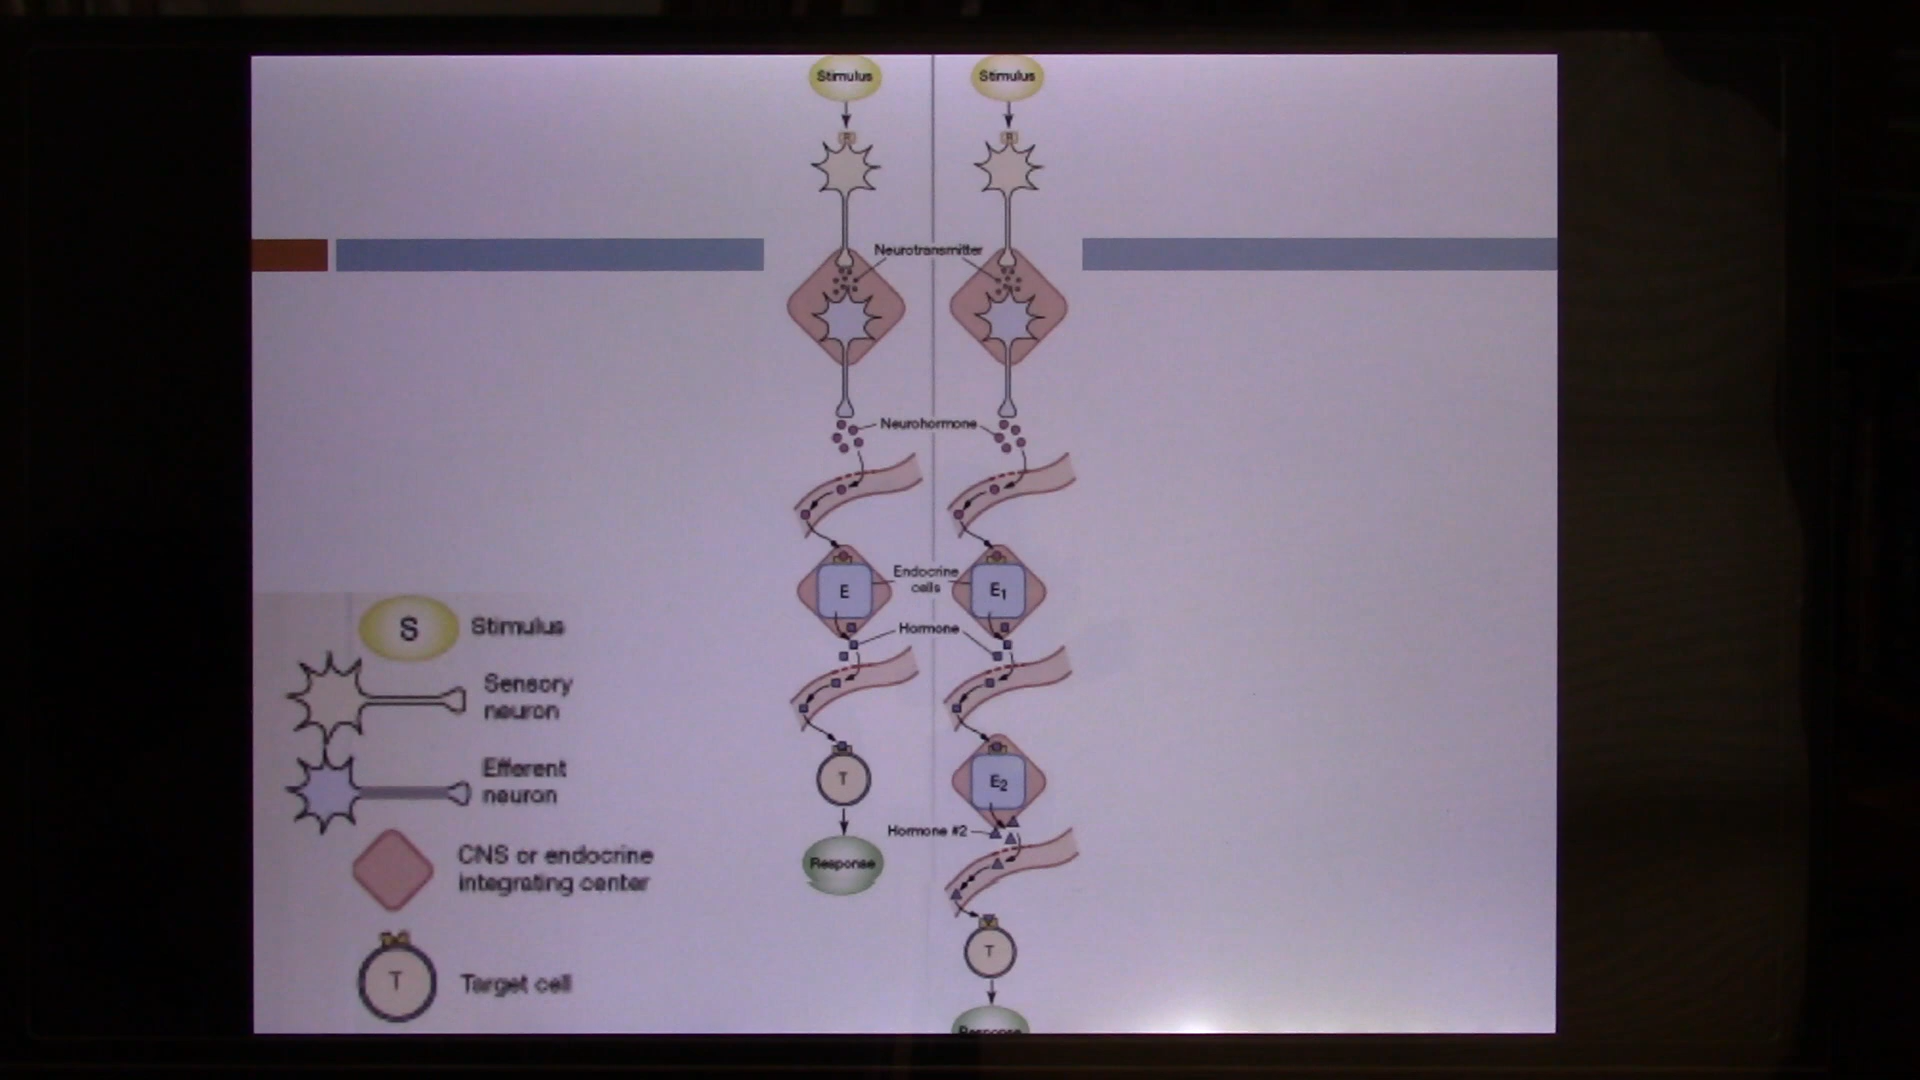 Stimulus
Stimulus
R
R
Neurotransmitter
Neurohormone
Endocrine
cells
E
E1
Hormone
T
E2
Hormone #2
Response
T
Response
S
Stimulus
Sensory
neuron
Efferent
neuron
CNS or endocrine
integrating center
T
Target cell